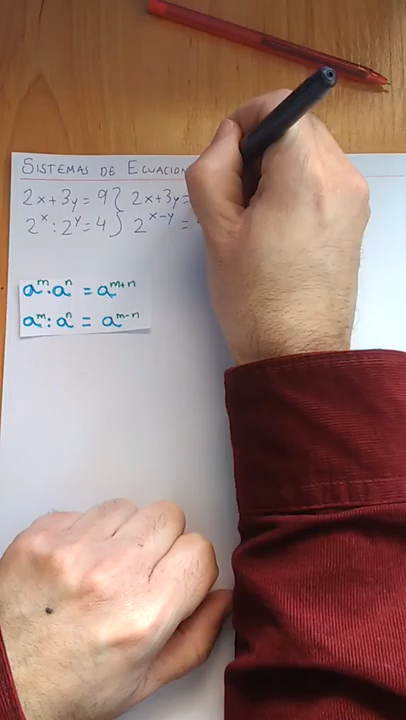 SISTEMAS DE ECUACION
2x+3y=9} 2x+3y=
2^x : 2^y = 4} 2^{x-y} =
a^m · a^n = a^{m+n}
a^m : a^n = a^{m-n}